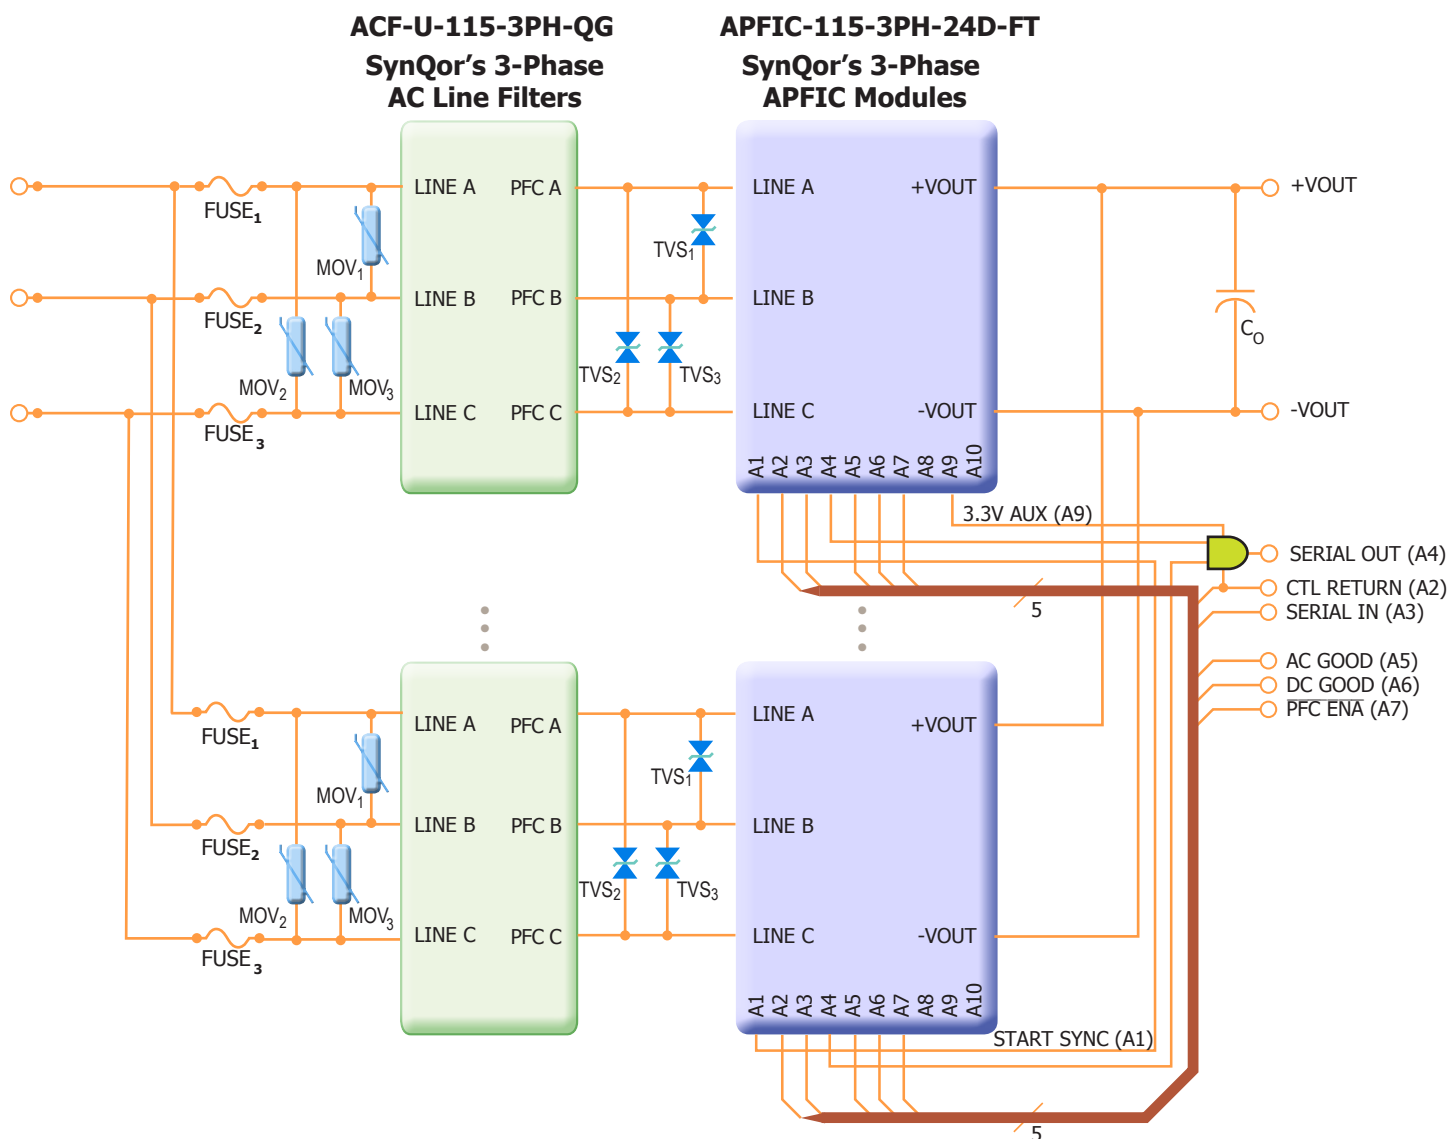 ACF-U-115-3PH-QG
SynQor's 3-Phase
AC Line Filters
APFIC-115-3PH-24D-FT
SynQor's 3-Phase
APFIC Modules
FUSE1
FUSE2
FUSE3
MOV1
MOV2
MOV3
LINE A
PFC A
LINE B
PFC B
LINE C
PFC C
TVS1
TVS2
TVS3
LINE A
+VOUT
LINE B
LINE C
-VOUT
A1
A2
A3
A4
A5
A6
A7
A8
A9
A10
+VOUT
CO
-VOUT
3.3V AUX (A9)
SERIAL OUT (A4)
CTL RETURN (A2)
SERIAL IN (A3)
AC GOOD (A5)
DC GOOD (A6)
PFC ENA (A7)
5
FUSE1
FUSE2
FUSE3
MOV1
MOV2
MOV3
LINE A
PFC A
LINE B
PFC B
LINE C
PFC C
TVS1
TVS2
TVS3
LINE A
+VOUT
LINE B
LINE C
-VOUT
A1
A2
A3
A4
A5
A6
A7
A8
A9
A10
START SYNC (A1)
5